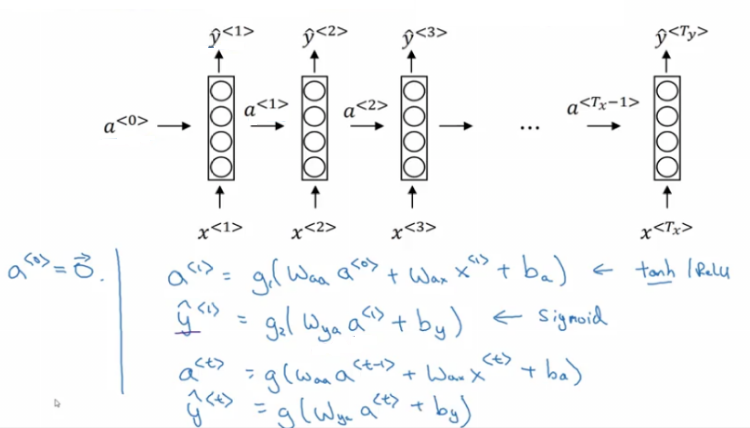 ŷ<1> ŷ<2> ŷ<3> ŷ<Ty>
a<0> a<1> a<2> ... a<Tx−1>
x<1> x<2> x<3> x<Tx>
a<0> = 0⃗.
a<1> = g₁(Waa a<0> + Wax x<1> + ba) ← tanh / ReLU
ŷ<1> = g₂(Wya a<1> + by) ← sigmoid
a<t> = g(Waa a<t-1> + Wax x<t> + ba)
ŷ<t> = g(Wya a<t> + by)